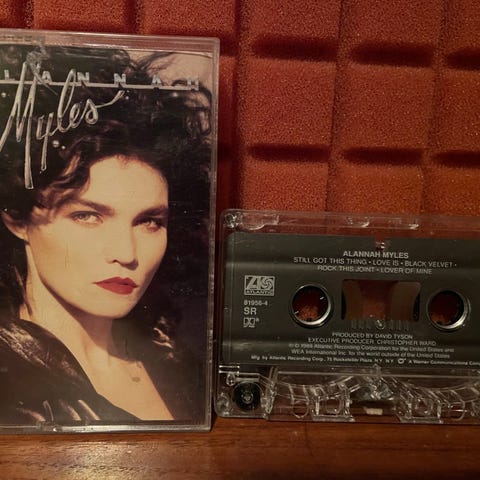 ANNAH
Myles
ALANNAH MYLES
STILL GOT THIS THING • LOVE IS • BLACK VELVET •
ROCK THIS JOINT • LOVER OF MINE
ATLANTIC
81956-4
SR
PRODUCED BY DAVID TYSON
EXECUTIVE PRODUCER: CHRISTOPHER WARD
© 1989 Atlantic Recording Corporation for the United States and
WEA International Inc. for the world outside of the United States.
Mfg. by Atlantic Recording Corp., 75 Rockefeller Plaza, N.Y., N.Y. A Warner Communications